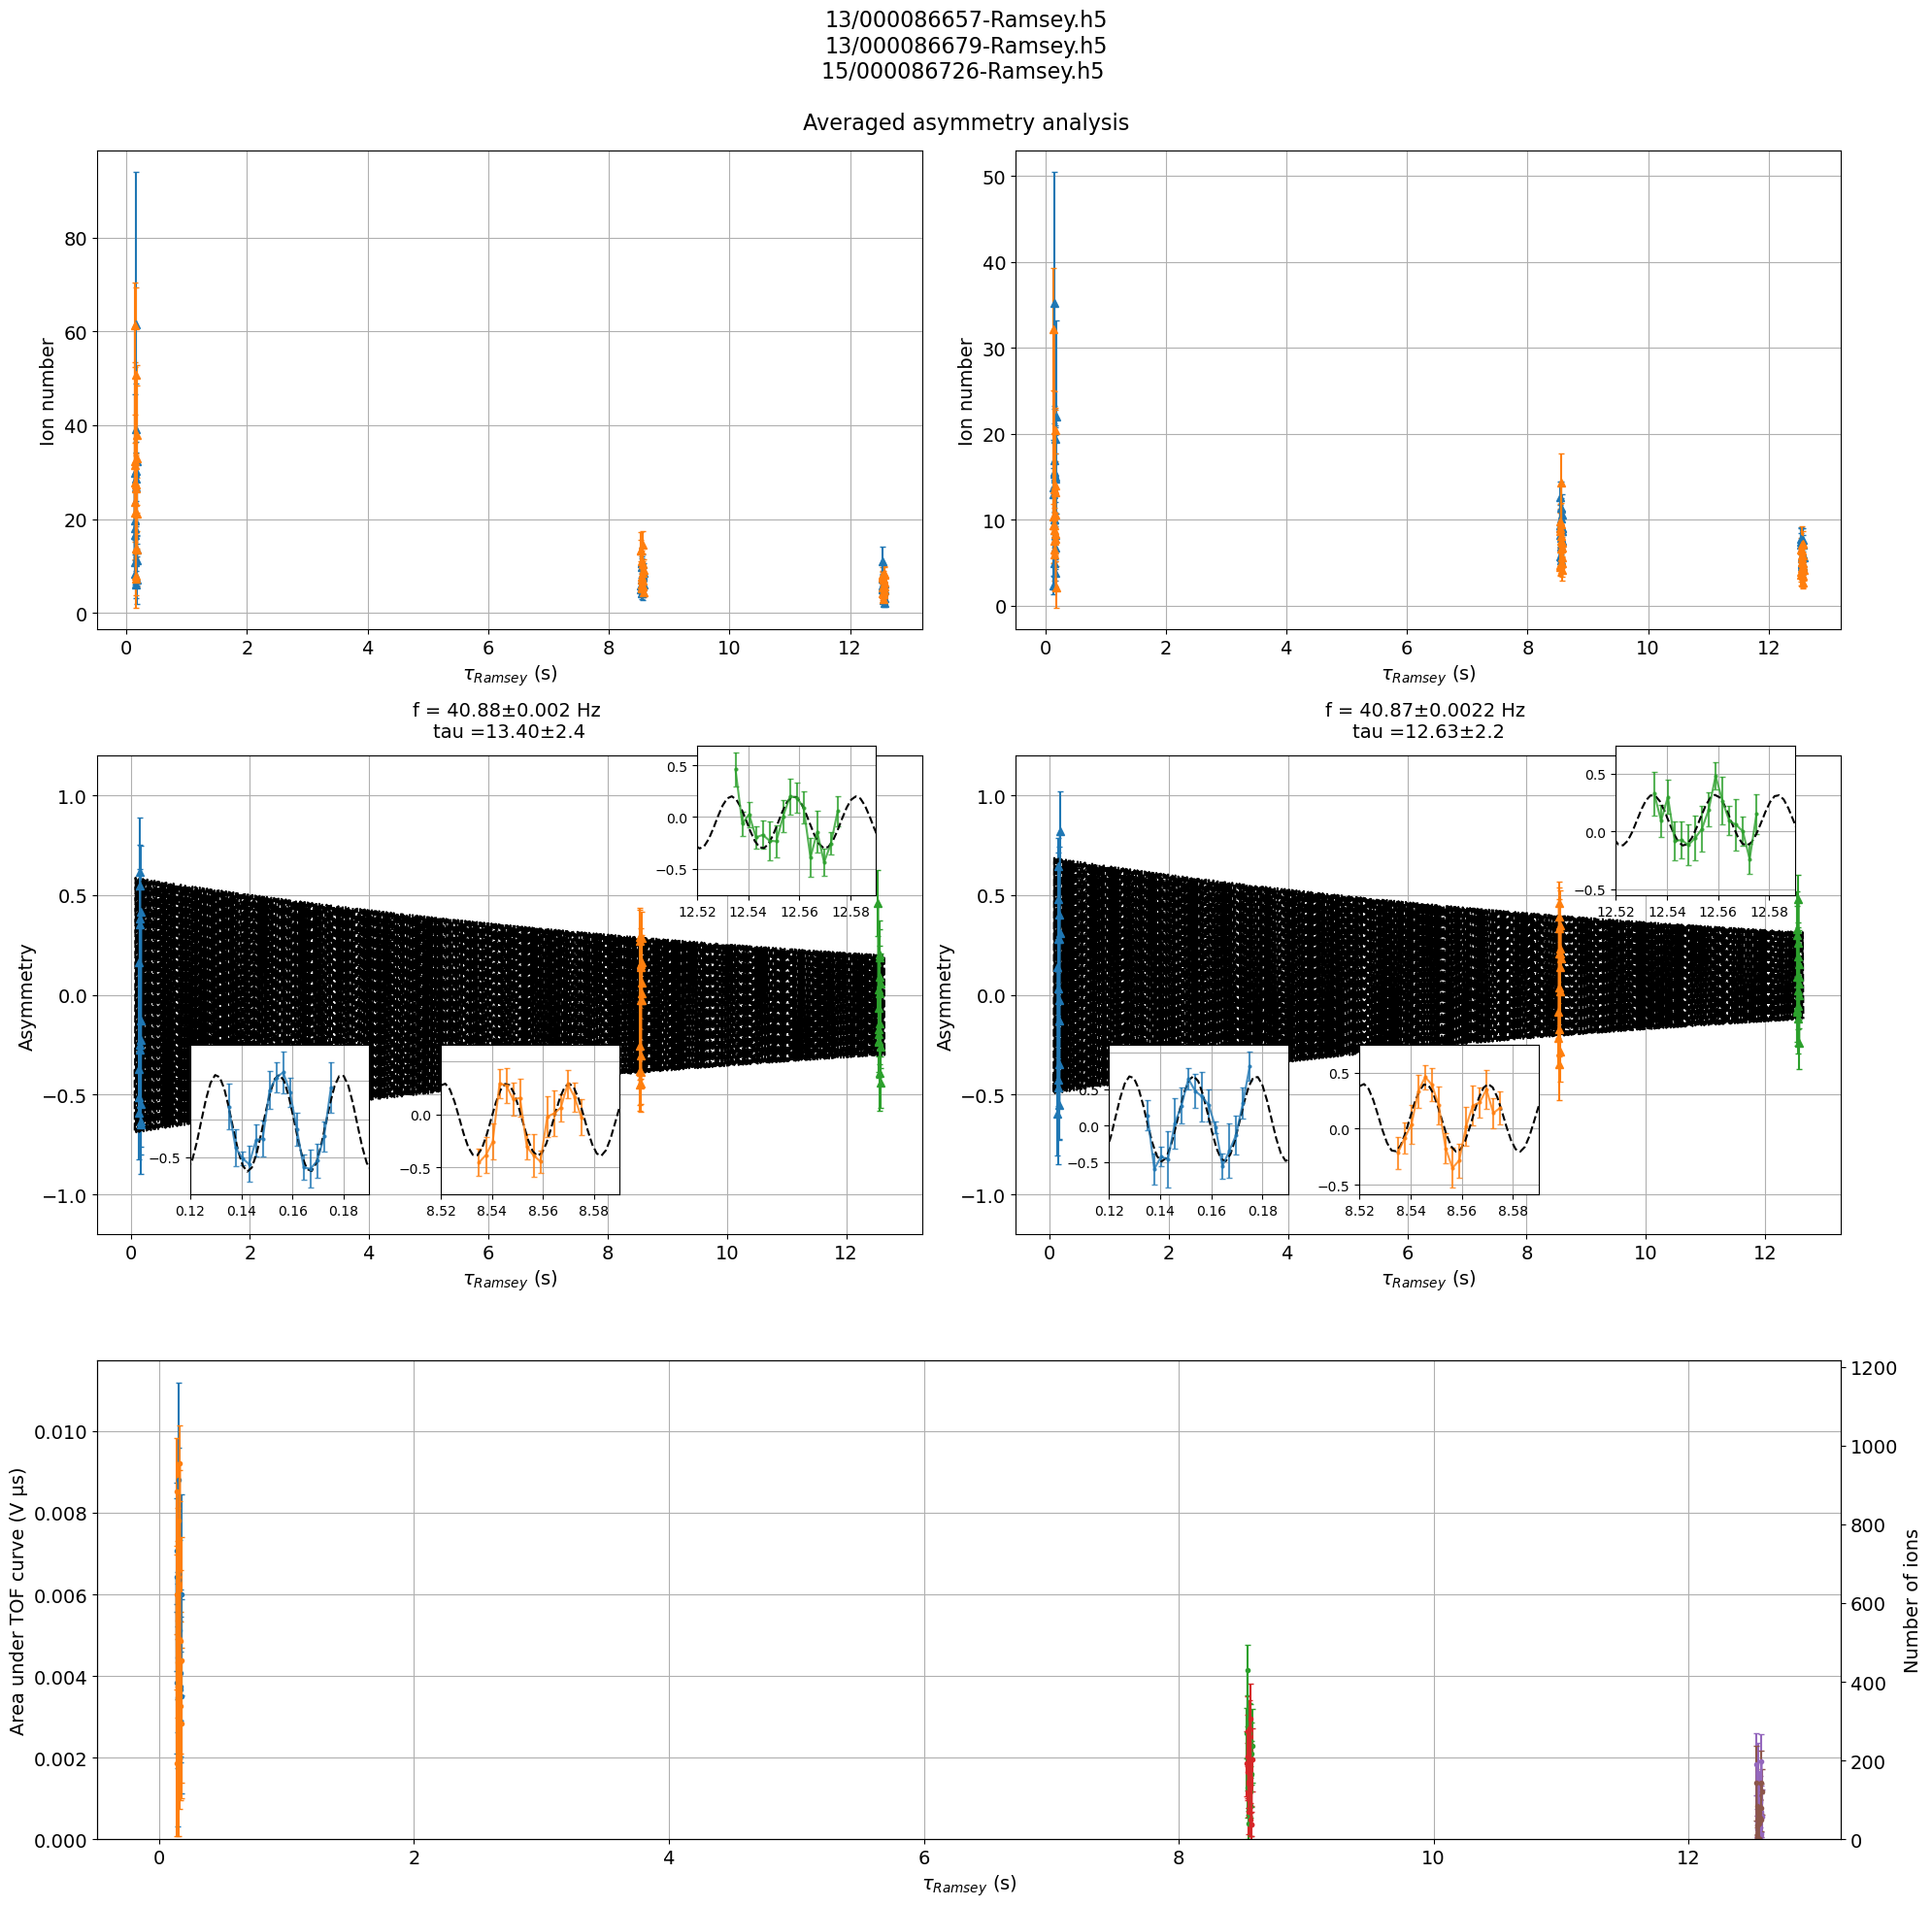 13/000086657-Ramsey.h5
13/000086679-Ramsey.h5
15/000086726-Ramsey.h5
Averaged asymmetry analysis
Ion number
80
60
40
20
0
0 2 4 6 8 10 12
τRamsey (s)
Ion number
50
40
30
20
10
0
0 2 4 6 8 10 12
τRamsey (s)
f = 40.88±0.002 Hz
tau =13.40±2.4
Asymmetry
1.0
0.5
0.0
−0.5
−1.0
0 2 4 6 8 10 12
τRamsey (s)
0.5
0.0
−0.5
12.52 12.54 12.56 12.58
−0.5
0.12 0.14 0.16 0.18
0.0
−0.5
8.52 8.54 8.56 8.58
f = 40.87±0.0022 Hz
tau =12.63±2.2
Asymmetry
1.0
0.5
0.0
−0.5
−1.0
0 2 4 6 8 10 12
τRamsey (s)
0.5
0.0
−0.5
12.52 12.54 12.56 12.58
0.5
0.0
−0.5
0.12 0.14 0.16 0.18
0.5
0.0
−0.5
8.52 8.54 8.56 8.58
Area under TOF curve (V µs)
0.010
0.008
0.006
0.004
0.002
0.000
0 2 4 6 8 10 12
τRamsey (s)
1200
1000
800
600
400
200
0
Number of ions